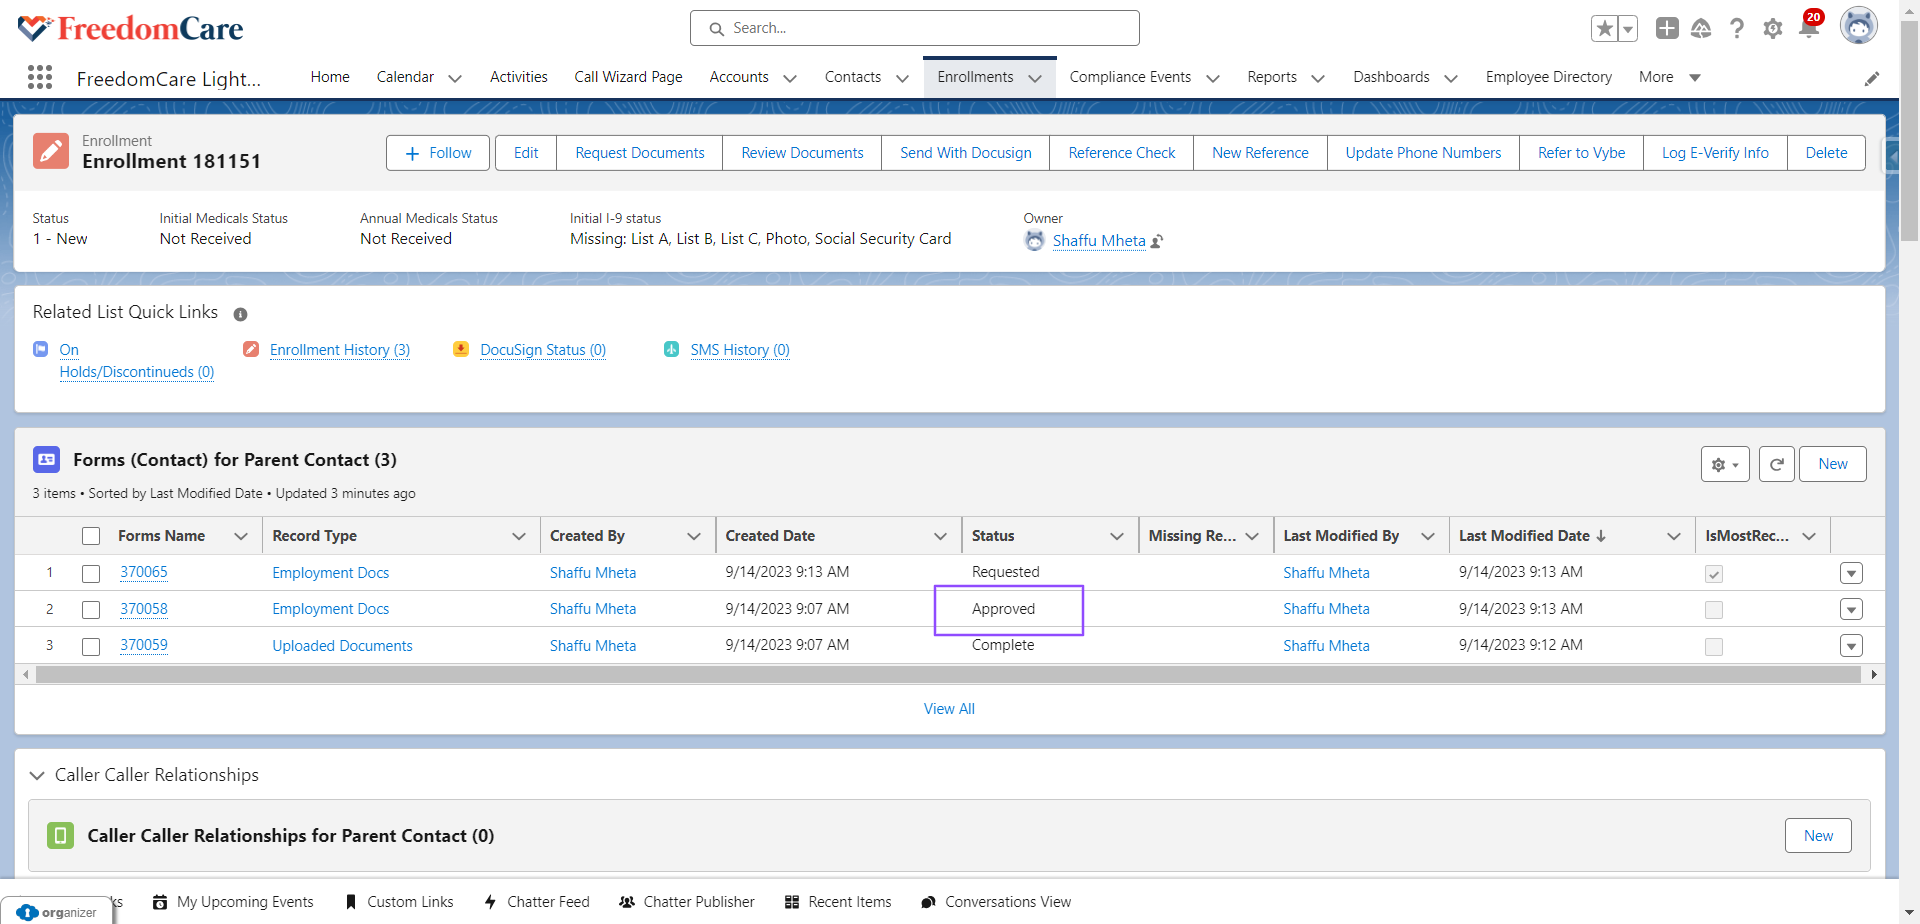 FreedomCare
Search...
20
FreedomCare Light...
Home
Calendar
Activities
Call Wizard Page
Accounts
Contacts
Enrollments
Compliance Events
Reports
Dashboards
Employee Directory
More
Enrollment
Enrollment 181151
Follow
Edit
Request Documents
Review Documents
Send With Docusign
Reference Check
New Reference
Update Phone Numbers
Refer to Vybe
Log E-Verify Info
Delete
Status
1 - New
Initial Medicals Status
Not Received
Annual Medicals Status
Not Received
Initial I-9 status
Missing: List A, List B, List C, Photo, Social Security Card
Owner
Shaffu Mheta
Related List Quick Links
On
Holds/Discontinueds (0)
Enrollment History (3)
DocuSign Status (0)
SMS History (0)
Forms (Contact) for Parent Contact (3)
3 items • Sorted by Last Modified Date • Updated 3 minutes ago
New
Forms Name Record Type Created By Created Date Status Missing Re... Last Modified By Last Modified Date IsMostRec...
1 370065 Employment Docs Shaffu Mheta 9/14/2023 9:13 AM Requested Shaffu Mheta 9/14/2023 9:13 AM
2 370058 Employment Docs Shaffu Mheta 9/14/2023 9:07 AM Approved Shaffu Mheta 9/14/2023 9:13 AM
3 370059 Uploaded Documents Shaffu Mheta 9/14/2023 9:07 AM Complete Shaffu Mheta 9/14/2023 9:12 AM
View All
Caller Caller Relationships
Caller Caller Relationships for Parent Contact (0)
New
organizer
ks
My Upcoming Events
Custom Links
Chatter Feed
Chatter Publisher
Recent Items
Conversations View